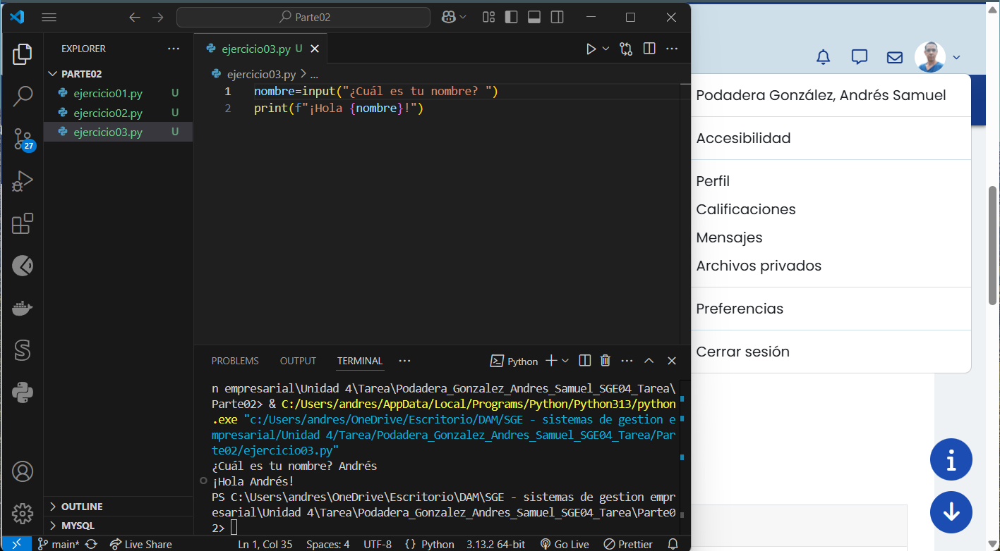 Parte02
EXPLORER
PARTE02
ejercicio01.py U
ejercicio02.py U
ejercicio03.py U
OUTLINE
MYSQL
27
ejercicio03.py U
ejercicio03.py > ...
1 nombre=input("¿Cuál es tu nombre? ")
2 print(f"¡Hola {nombre}!")
PROBLEMS OUTPUT TERMINAL ... Python
n empresarial\Unidad 4\Tarea\Podadera_Gonzalez_Andres_Samuel_SGE04_Tarea\
Parte02> & C:/Users/andres/AppData/Local/Programs/Python/Python313/python
.exe "c:/Users/andres/OneDrive/Escritorio/DAM/SGE - sistemas de gestion e
mpresarial/Unidad 4/Tarea/Podadera_Gonzalez_Andres_Samuel_SGE04_Tarea/Par
te02/ejercicio03.py"
¿Cuál es tu nombre? Andrés
¡Hola Andrés!
PS C:\Users\andres\OneDrive\Escritorio\DAM\SGE - sistemas de gestion empr
esarial\Unidad 4\Tarea\Podadera_Gonzalez_Andres_Samuel_SGE04_Tarea\Parte0
2>
main* Live Share Ln 1, Col 35 Spaces: 4 UTF-8 {} Python 3.13.2 64-bit Go Live Prettier
Podadera González, Andrés Samuel
Accesibilidad
Perfil
Calificaciones
Mensajes
Archivos privados
Preferencias
Cerrar sesión